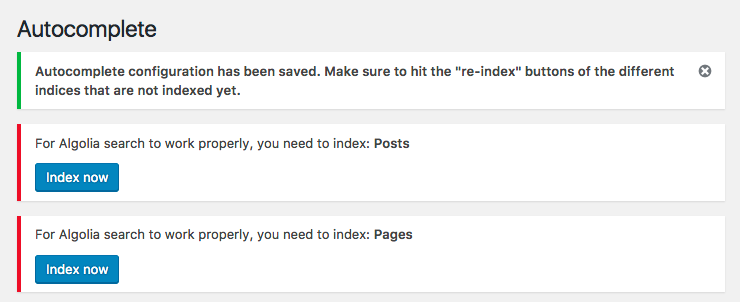 Autocomplete
Autocomplete configuration has been saved. Make sure to hit the "re-index" buttons of the different
indices that are not indexed yet.
For Algolia search to work properly, you need to index: Posts
Index now
For Algolia search to work properly, you need to index: Pages
Index now